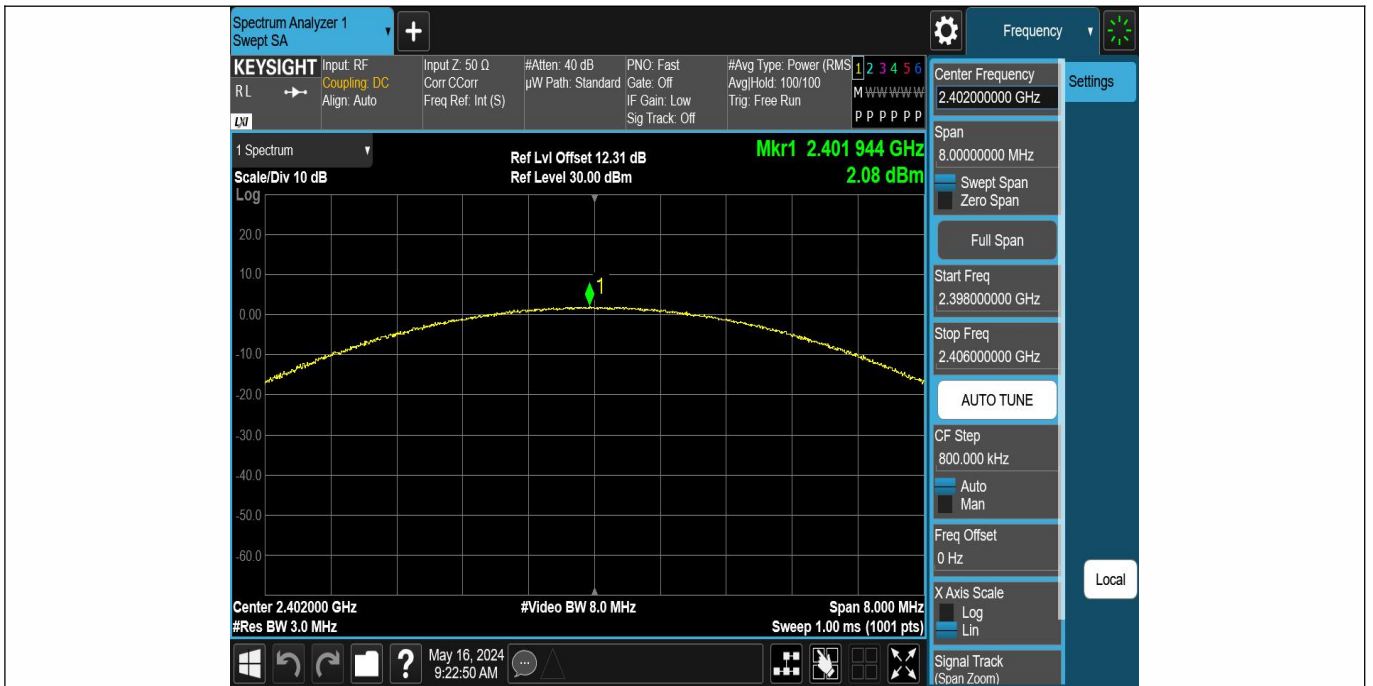 Spectrum Analyzer 1
Swept SA
+
Frequency
KEYSIGHT
RL
LXI
Input: RF
Coupling: DC
Align: Auto
Input Z: 50 Ω
Corr CCorr
Freq Ref: Int (S)
#Atten: 40 dB
µW Path: Standard
PNO: Fast
Gate: Off
IF Gain: Low
Sig Track: Off
#Avg Type: Power (RMS
Avg|Hold: 100/100
Trig: Free Run
1 2 3 4 5 6
M W W W W W
P P P P P P
1 Spectrum
Scale/Div 10 dB
Log
Ref Lvl Offset 12.31 dB
Ref Level 30.00 dBm
Mkr1 2.401 944 GHz
2.08 dBm
20.0
10.0
1
0.00
-10.0
-20.0
-30.0
-40.0
-50.0
-60.0
Center 2.402000 GHz
#Video BW 8.0 MHz
Span 8.000 MHz
#Res BW 3.0 MHz
Sweep 1.00 ms (1001 pts)
?
May 16, 2024
9:22:50 AM
Center Frequency
2.402000000 GHz
Settings
Span
8.00000000 MHz
Swept Span
Zero Span
Full Span
Start Freq
2.398000000 GHz
Stop Freq
2.406000000 GHz
AUTO TUNE
CF Step
800.000 kHz
Auto
Man
Freq Offset
0 Hz
Local
X Axis Scale
Log
Lin
Signal Track
(Span Zoom)